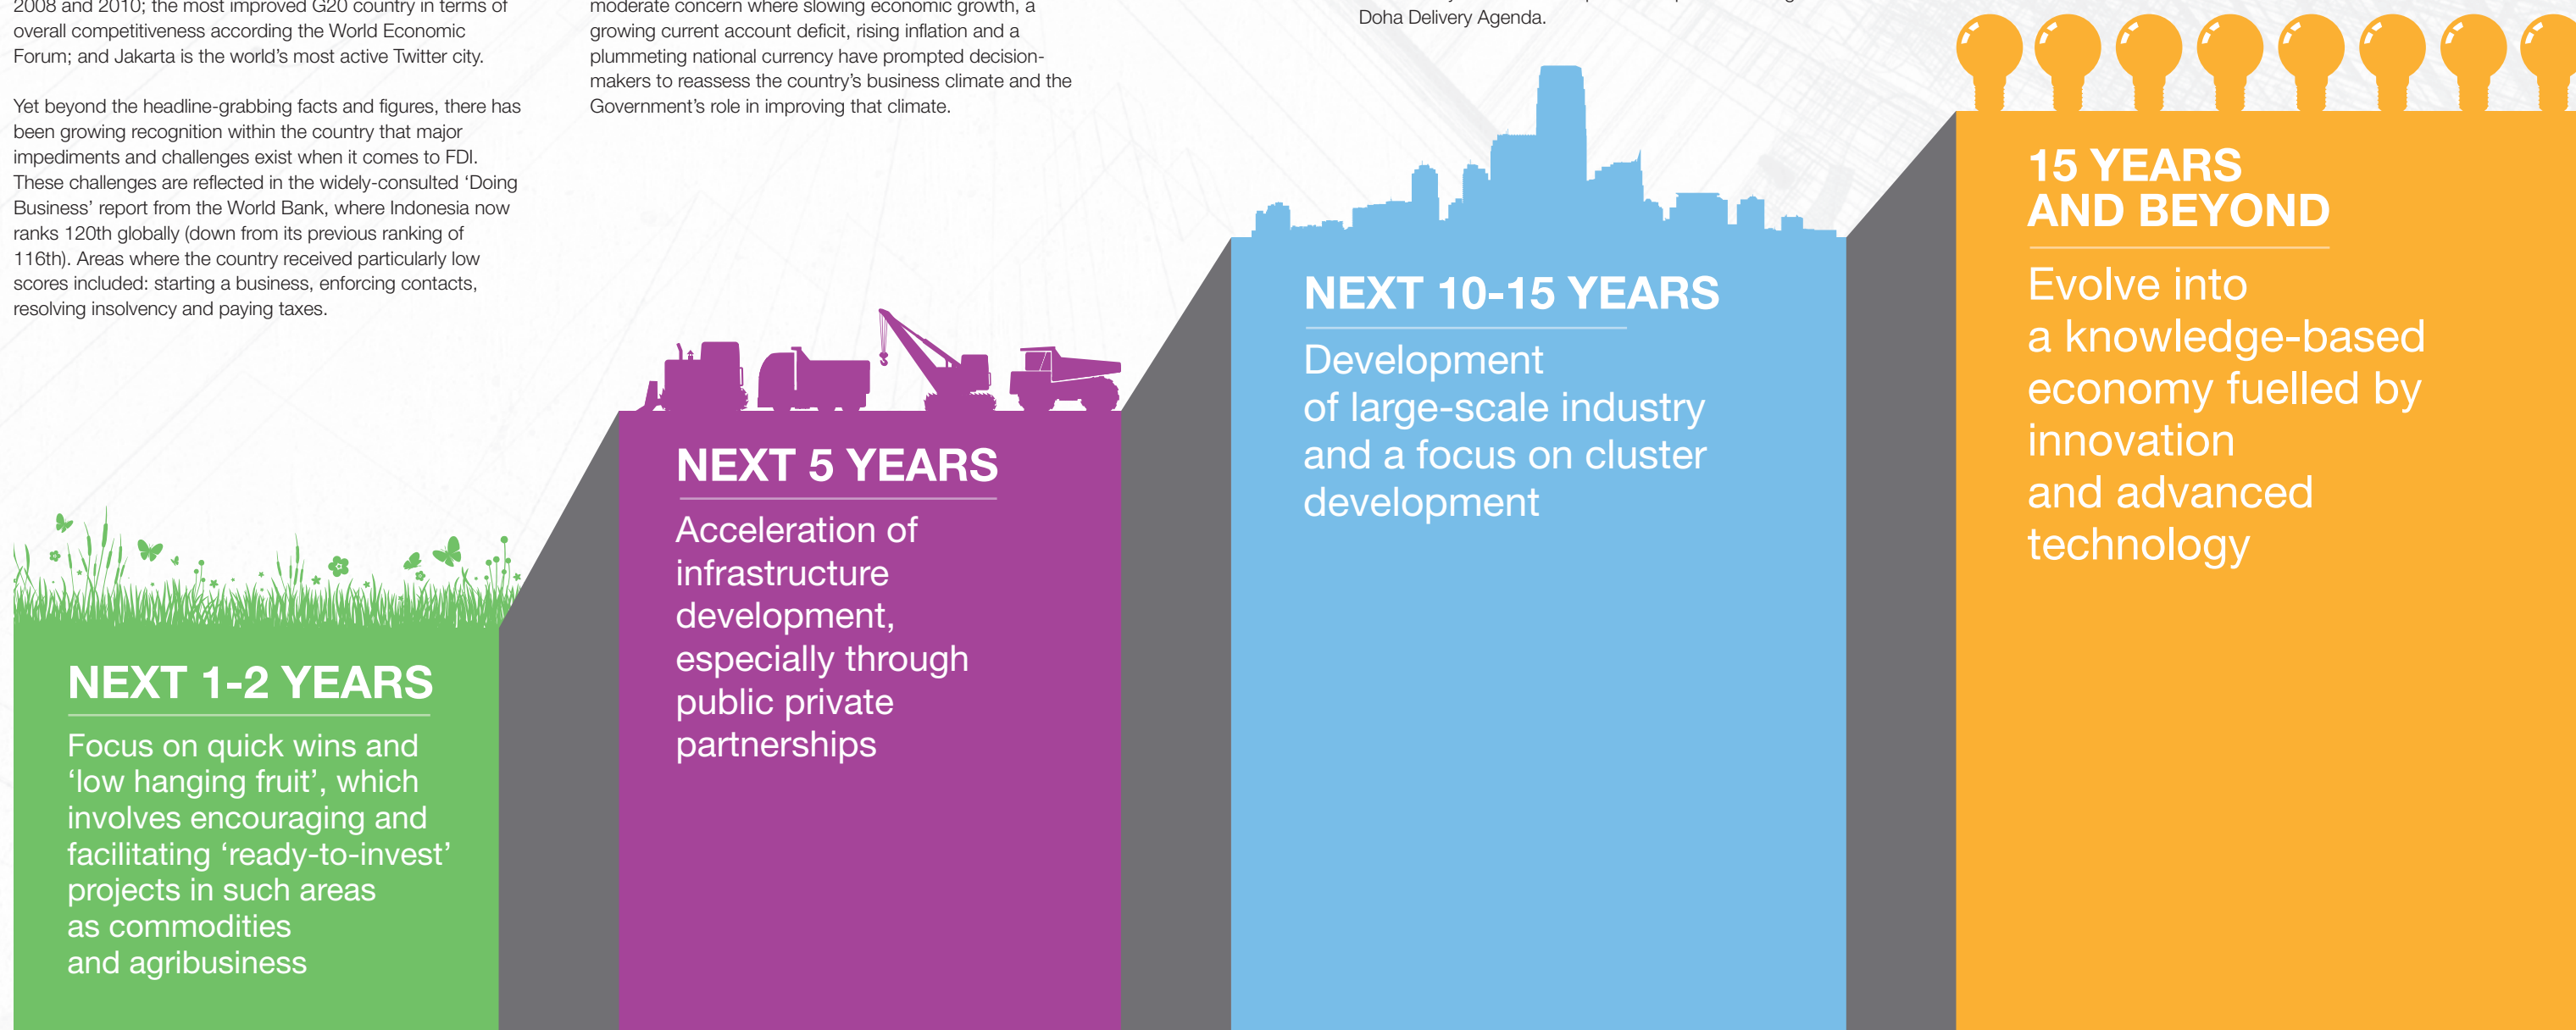 2008 and 2010; the most improved G20 country in terms of
overall competitiveness according the World Economic
Forum; and Jakarta is the world's most active Twitter city.
Yet beyond the headline-grabbing facts and figures, there has
been growing recognition within the country that major
impediments and challenges exist when it comes to FDI.
These challenges are reflected in the widely-consulted ‘Doing
Business’ report from the World Bank, where Indonesia now
ranks 120th globally (down from its previous ranking of
116th). Areas where the country received particularly low
scores included: starting a business, enforcing contacts,
resolving insolvency and paying taxes.
moderate concern where slowing economic growth, a
growing current account deficit, rising inflation and a
plummeting national currency have prompted decision-
makers to reassess the country’s business climate and the
Government’s role in improving that climate.
Doha Delivery Agenda.
NEXT 1-2 YEARS
Focus on quick wins and
‘low hanging fruit’, which
involves encouraging and
facilitating ‘ready-to-invest’
projects in such areas
as commodities
and agribusiness
NEXT 5 YEARS
Acceleration of
infrastructure
development,
especially through
public private
partnerships
NEXT 10-15 YEARS
Development
of large-scale industry
and a focus on cluster
development
15 YEARS
AND BEYOND
Evolve into
a knowledge-based
economy fuelled by
innovation
and advanced
technology